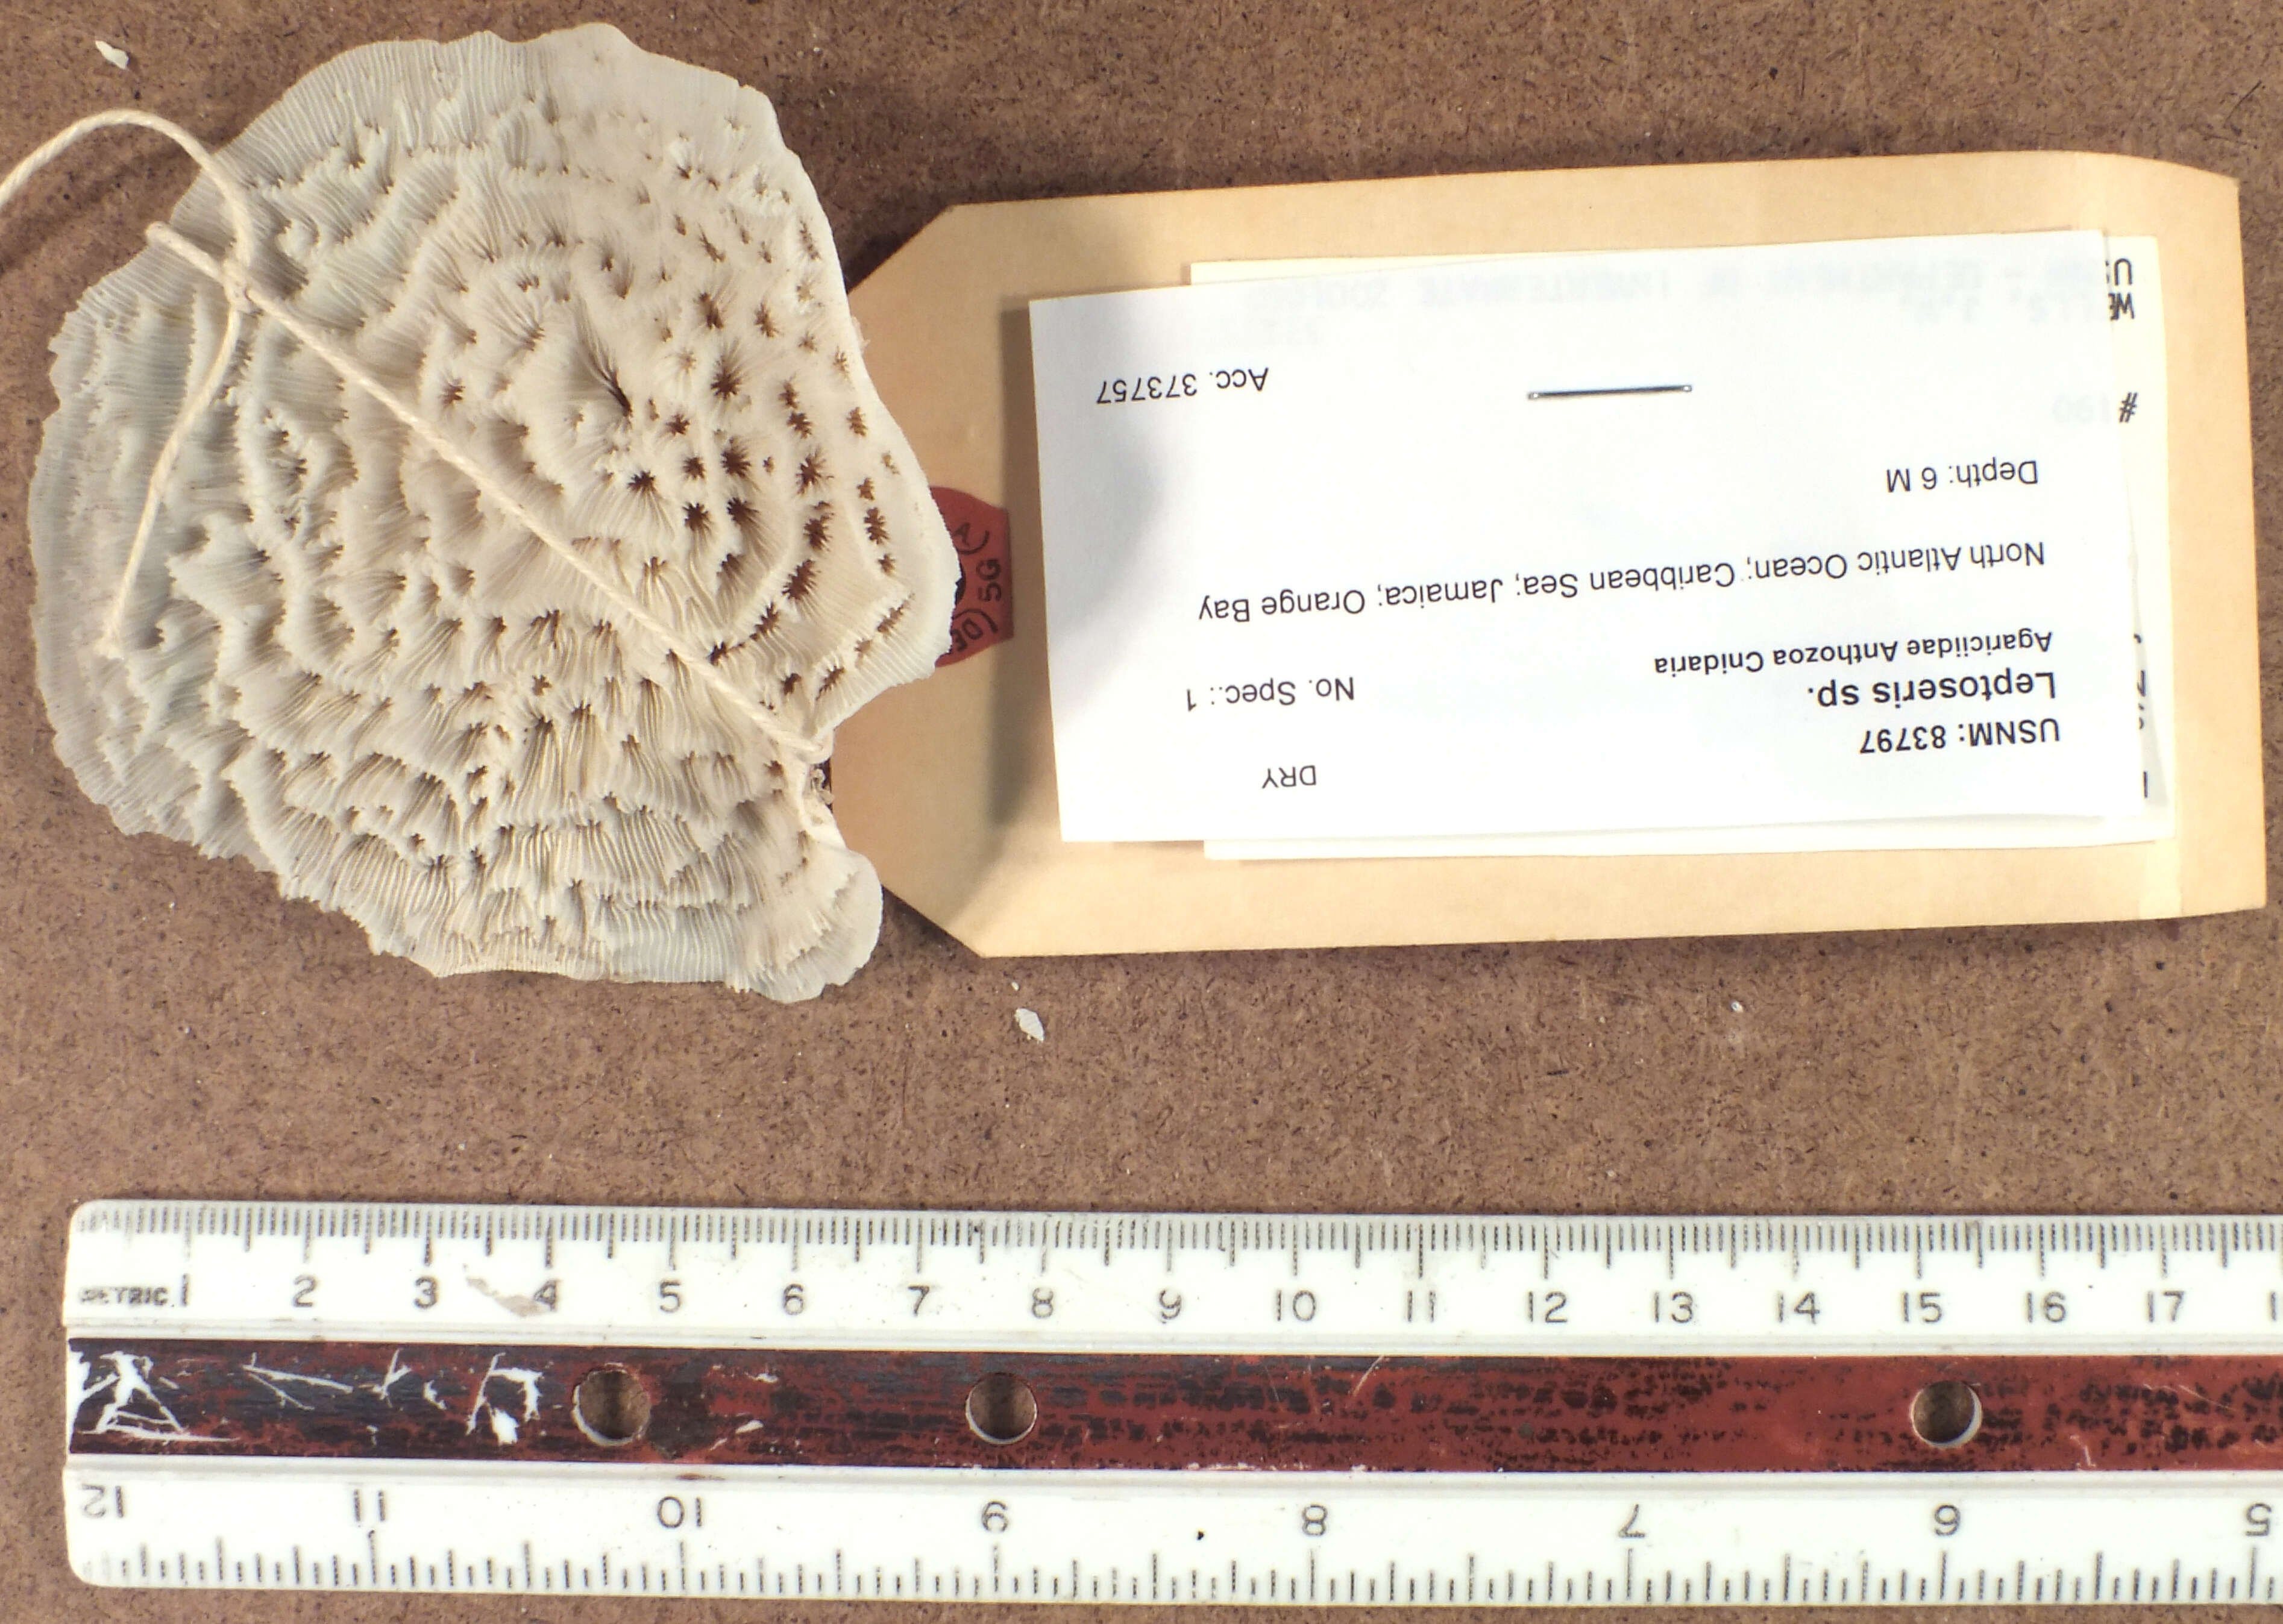 DRY
USNM: 83797
Leptoseris sp. No. Spec.: 1
Agariciidae Anthozoa Cnidaria
North Atlantic Ocean; Caribbean Sea; Jamaica; Orange Bay
Depth: 6 M
Acc. 373757
#
5G
METRIC 1 2 3 4 5 6 7 8 9 10 11 12 13 14 15 16 17
12 11 10 9 8 7 6 5